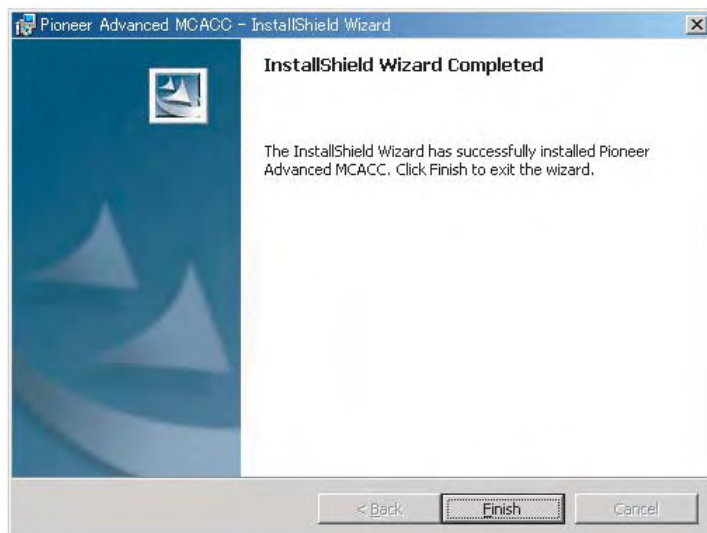 Pioneer Advanced MCACC - InstallShield Wizard
InstallShield Wizard Completed
The InstallShield Wizard has successfully installed Pioneer
Advanced MCACC. Click Finish to exit the wizard.
< Back Finish Cancel